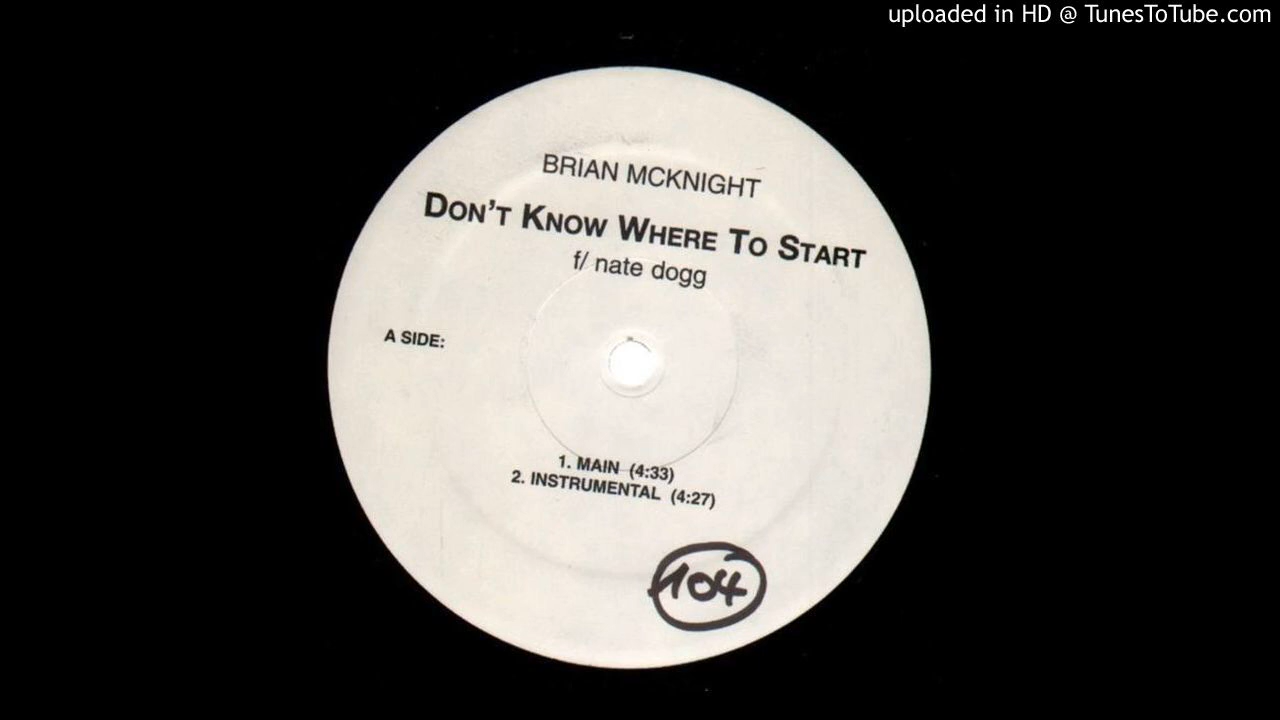 uploaded in HD @ TunesToTube.com
BRIAN MCKNIGHT
DON'T KNOW WHERE TO START
f/ nate dogg
A SIDE:
1. MAIN (4:33)
2. INSTRUMENTAL (4:27)
104